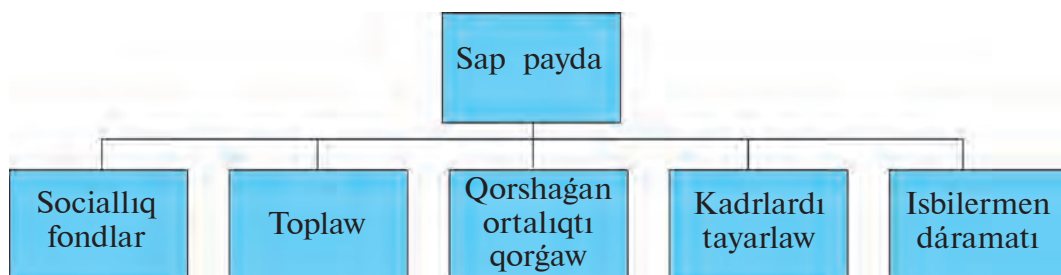 Sap payda
Sociallıq
fondlar
Toplaw
Qorshaǵan
ortalıqtı
qorǵaw
Kadrlardı
tayarlaw
Isbilermen
dáramatı